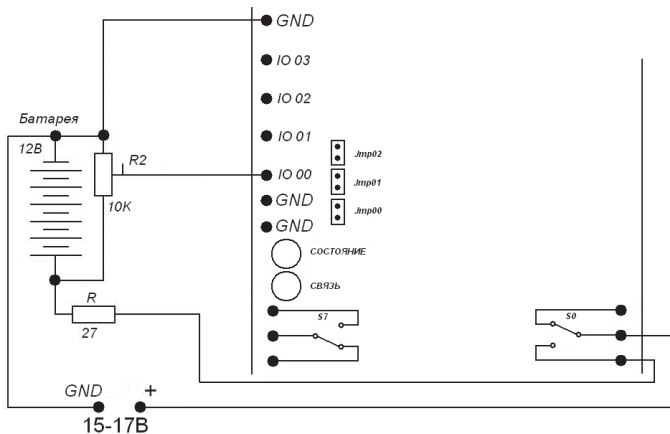 GND
IO 03
IO 02
Батарея
IO 01
12В
R2
Jmp02
IO 00
Jmp01
10K
GND
Jmp00
GND
СОСТОЯНИЕ
СВЯЗЬ
R
S7
S0
27
GND +
15-17В